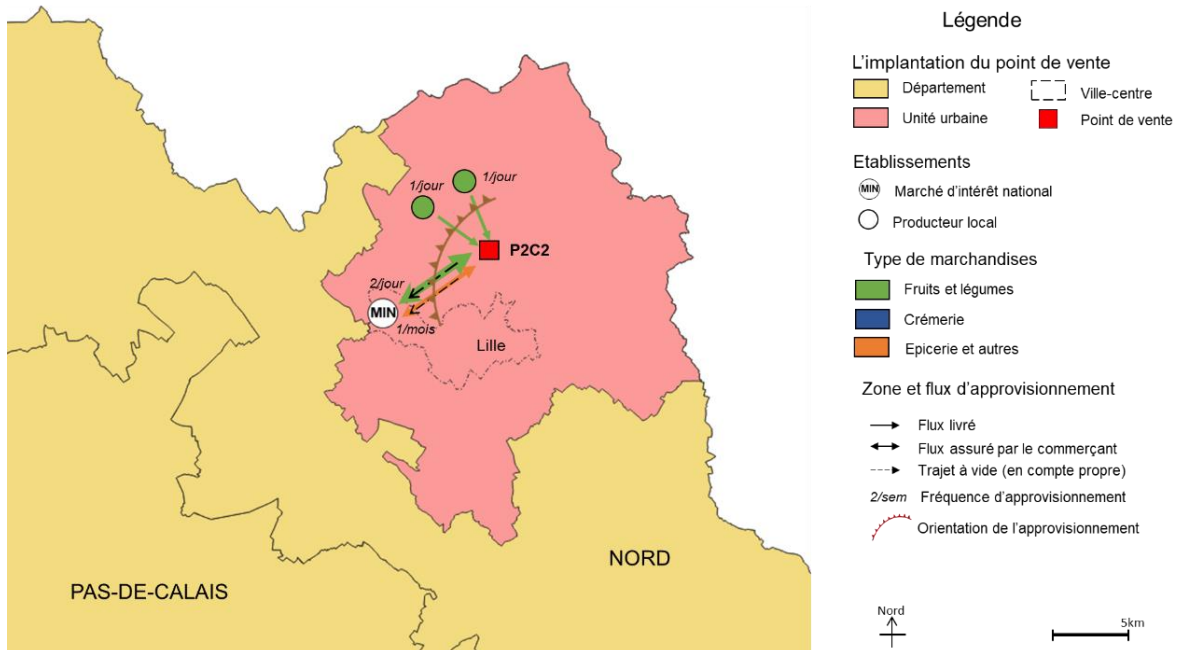 1/jour
1/jour
P2C2
2/jour
MIN
1/mois
Lille
NORD
PAS-DE-CALAIS
Légende
L'implantation du point de vente
Département
Ville-centre
Unité urbaine
Point de vente
Etablissements
MIN
Marché d'intérêt national
Producteur local
Type de marchandises
Fruits et légumes
Crémerie
Epicerie et autres
Zone et flux d'approvisionnement
Flux livré
Flux assuré par le commerçant
Trajet à vide (en compte propre)
2/sem Fréquence d'approvisionnement
Orientation de l'approvisionnement
Nord
5km